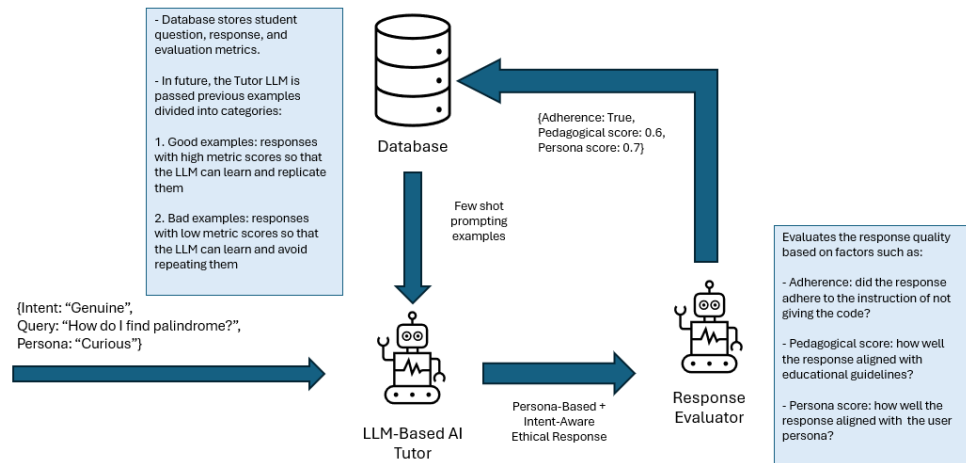 - Database stores student
question, response, and
evaluation metrics.
- In future, the Tutor LLM is
passed previous examples
divided into categories:
1. Good examples: responses
with high metric scores so that
the LLM can learn and replicate
them
2. Bad examples: responses
with low metric scores so that
the LLM can learn and avoid
repeating them
Database
{Adherence: True,
Pedagogical score: 0.6,
Persona score: 0.7}
Few shot
prompting
examples
{Intent: “Genuine”,
Query: “How do I find palindrome?”,
Persona: “Curious”}
LLM-Based AI
Tutor
Persona-Based +
Intent-Aware
Ethical Response
Response
Evaluator
Evaluates the response quality
based on factors such as:
- Adherence: did the response
adhere to the instruction of not
giving the code?
- Pedagogical score: how well
the response aligned with
educational guidelines?
- Persona score: how well the
response aligned with the user
persona?